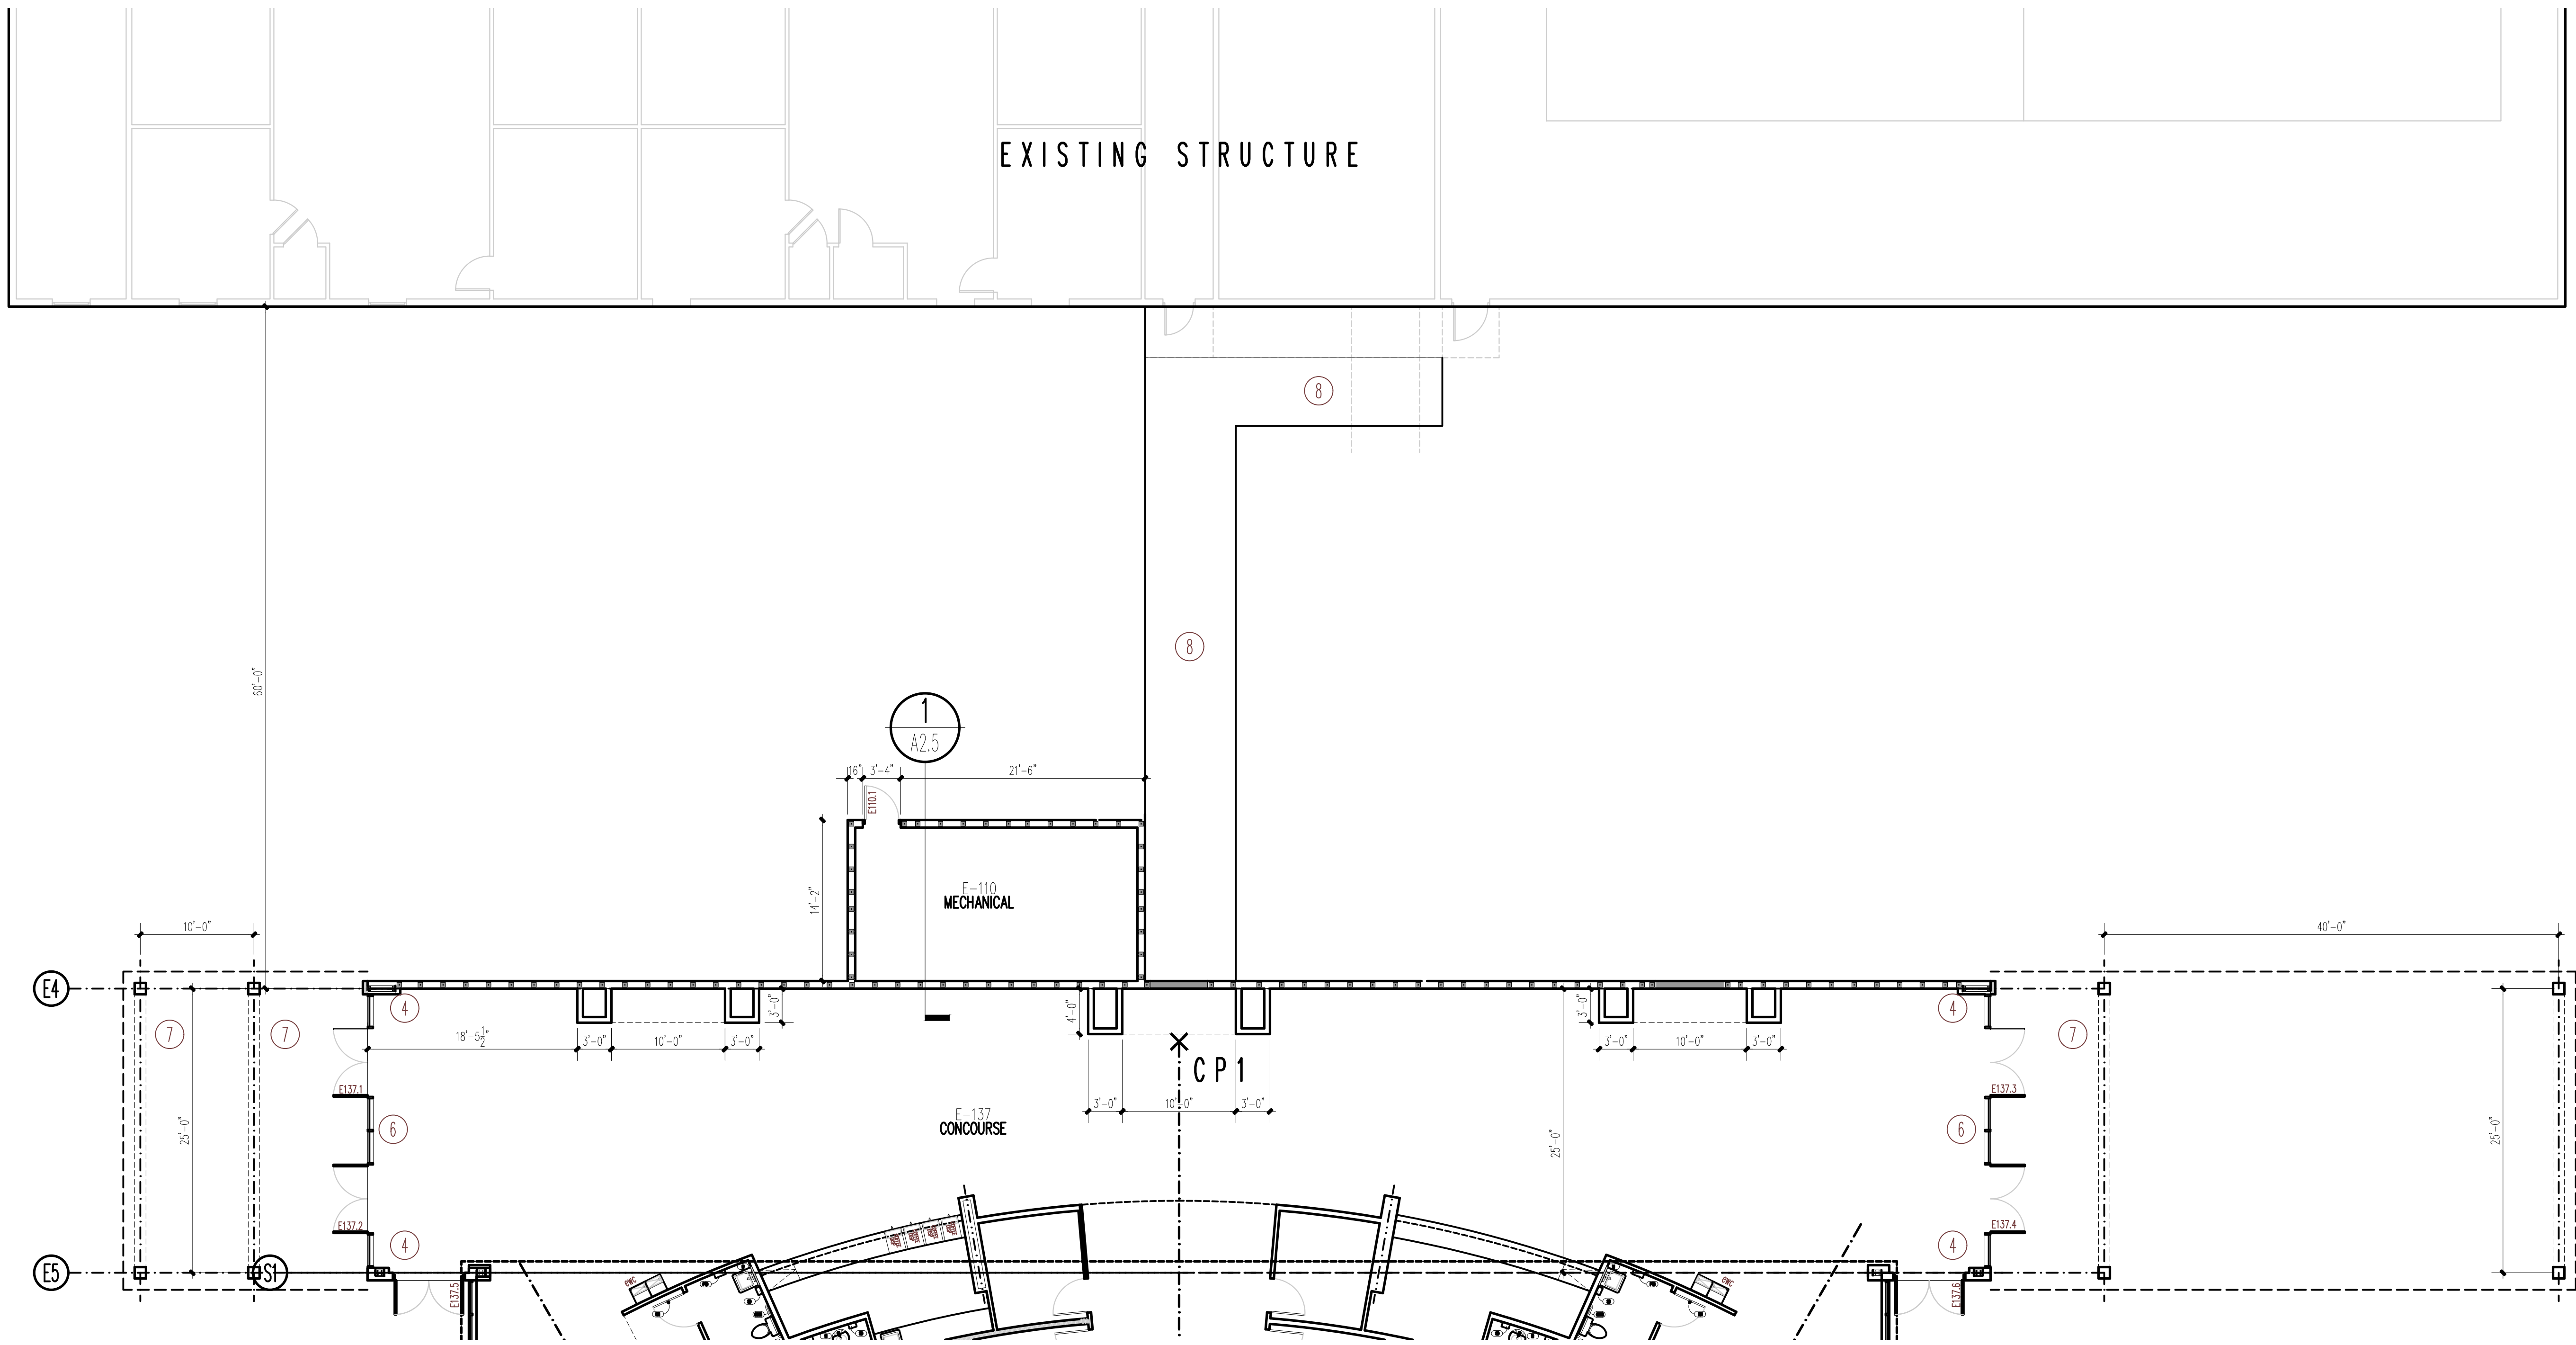 EXISTING STRUCTURE
8
8
60'-0"
1
A2.5
16" 3'-4" 21'-6"
E110.1
14'-2"
E-110
MECHANICAL
10'-0"
40'-0"
E4
4
4
7
7
7
18'-5 1/2"
3'-0" 10'-0" 3'-0"
3'-0"
4'-0"
3'-0"
3'-0" 10'-0" 3'-0"
CP1
E137.1
E137.3
3'-0" 10'-0" 3'-0"
E-137
CONCOURSE
6
6
25'-0"
25'-0"
25'-0"
E137.2
E137.4
4
4
E5
S1
E137.5
EWC
EWC
E137.6